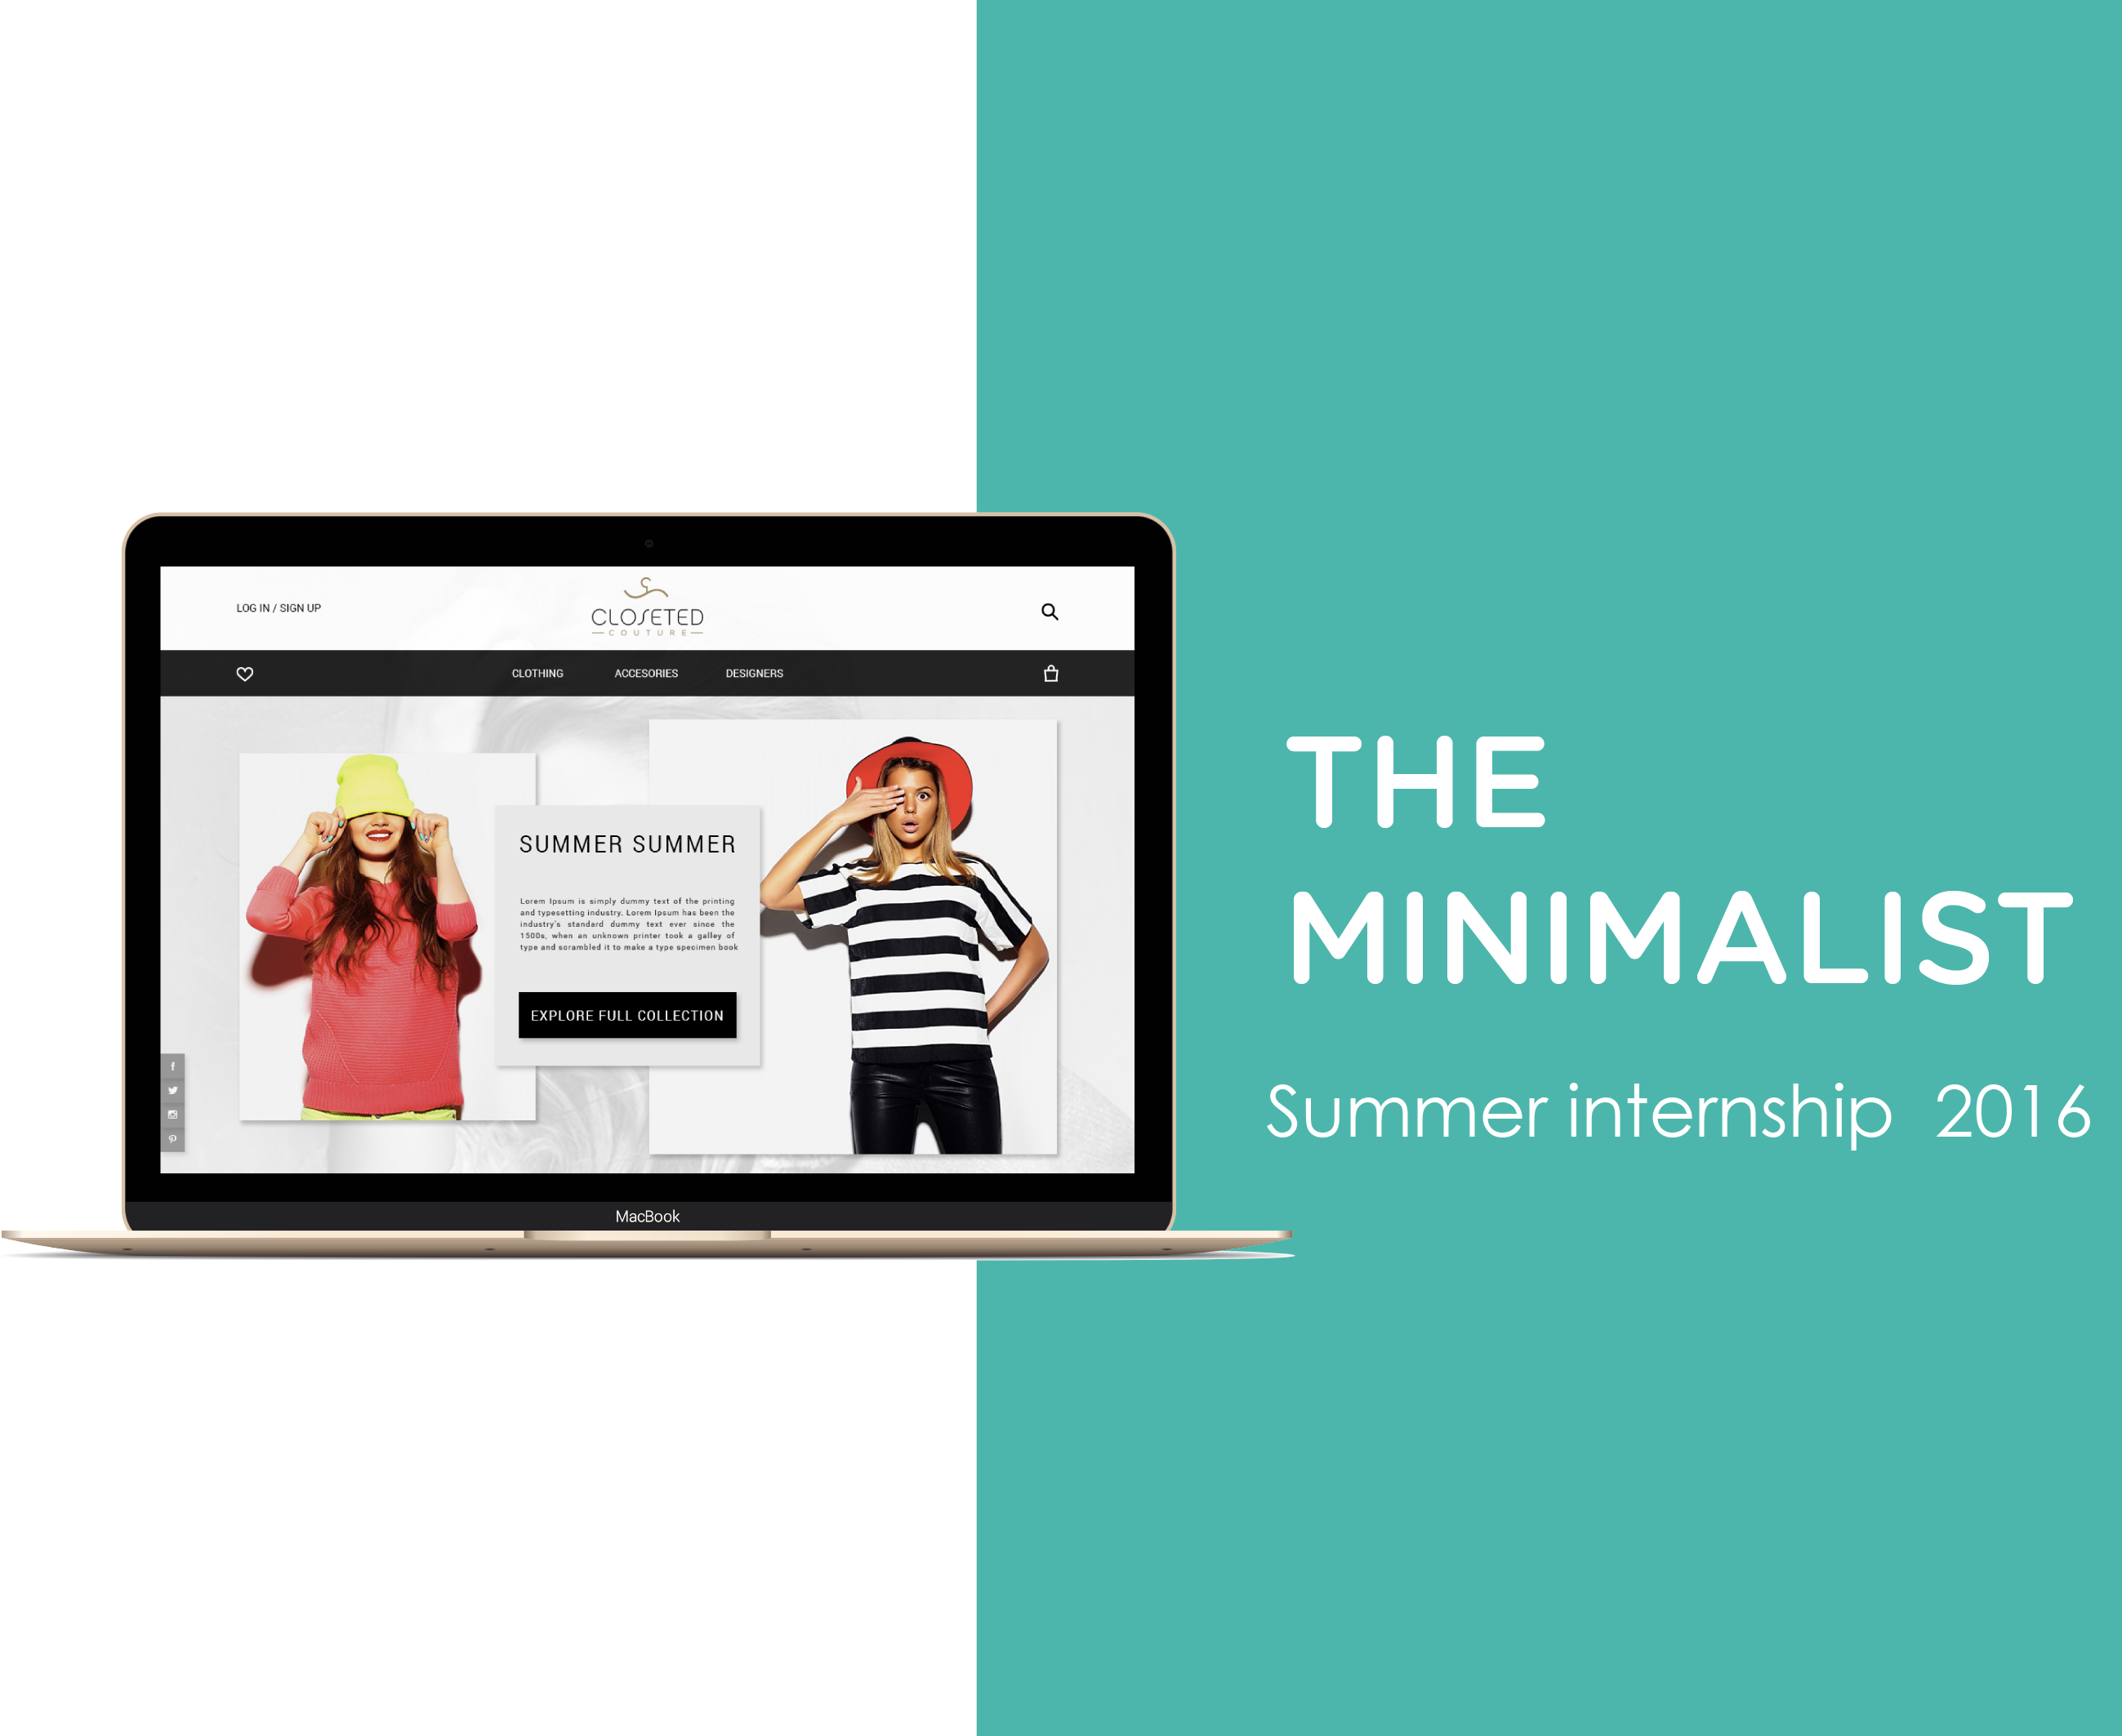 LOG IN / SIGN UP
CLOSETED
COUTURE
CLOTHING ACCESORIES DESIGNERS
SUMMER SUMMER
Lorem Ipsum is simply dummy text of the printing
and typesetting industry. Lorem Ipsum has been the
industry's standard dummy text ever since the
1500s, when an unknown printer took a galley of
type and scrambled it to make a type specimen book
EXPLORE FULL COLLECTION
MacBook
THE
MINIMALIST
Summer internship 2016